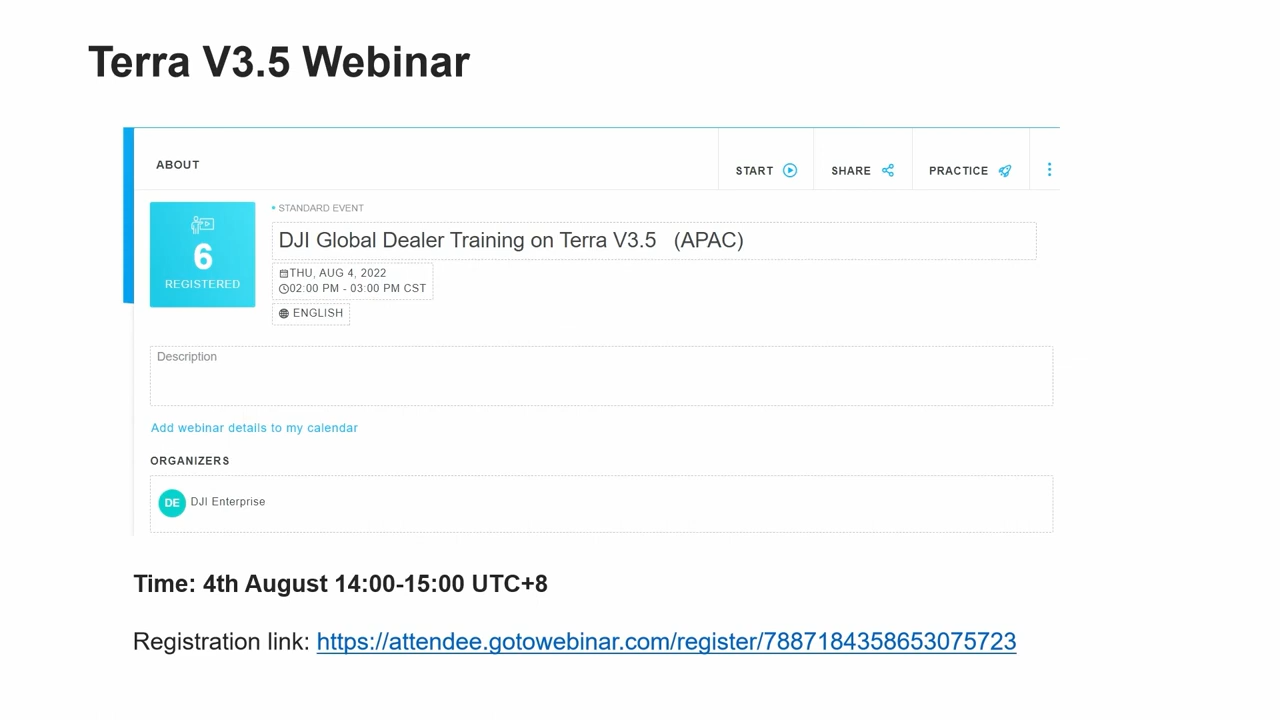 Terra V3.5 Webinar
ABOUT
START
SHARE
PRACTICE
6
REGISTERED
STANDARD EVENT
DJI Global Dealer Training on Terra V3.5 (APAC)
THU, AUG 4, 2022
02:00 PM - 03:00 PM CST
ENGLISH
Description
Add webinar details to my calendar
ORGANIZERS
DE DJI Enterprise
Time: 4th August 14:00-15:00 UTC+8
Registration link: https://attendee.gotowebinar.com/register/7887184358653075723